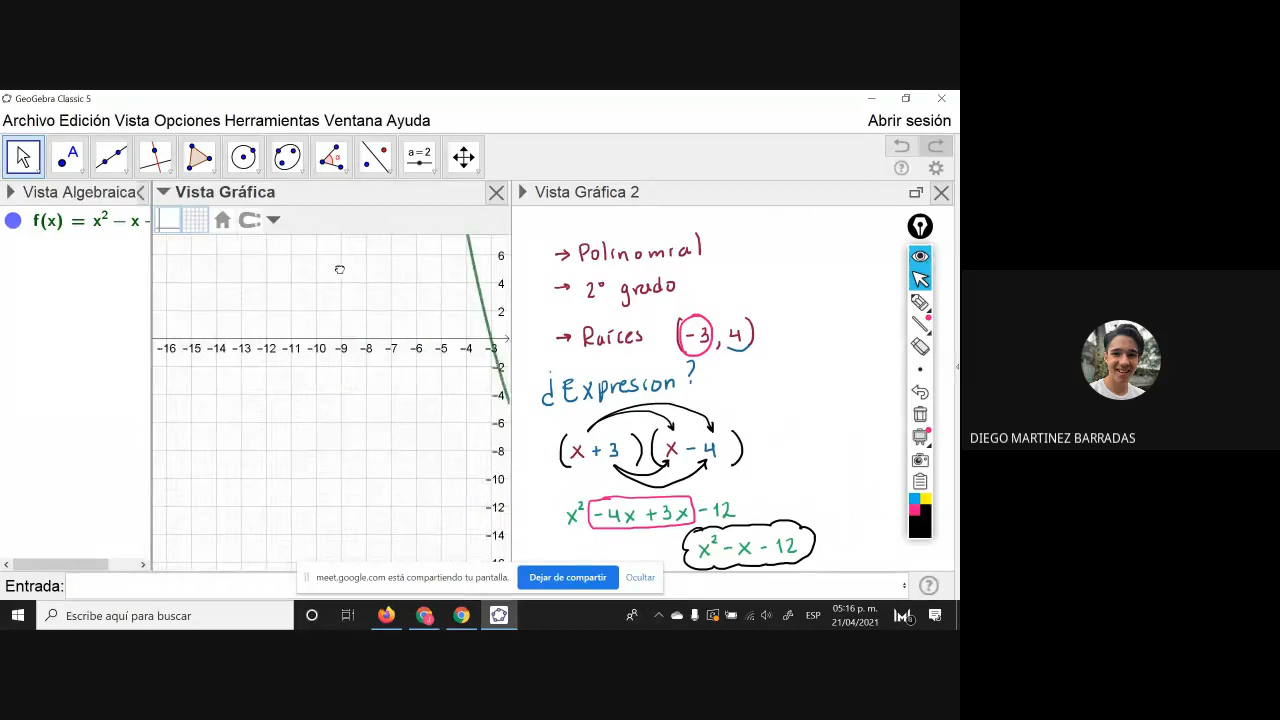 GeoGebra Classic 5
Archivo Edición Vista Opciones Herramientas Ventana Ayuda
Abrir sesión
A
α
a = 2
Vista Algebraica
Vista Gráfica
Vista Gráfica 2
f(x) = x² − x −
6
4
2
-16 -15 -14 -13 -12 -11 -10 -9 -8 -7 -6 -5 -4 -3
-2
-4
-6
-8
-10
-12
-14
→ Polinomial
→ 2° grado
→ Raíces (-3, 4)
¿Expresion?
(x + 3)(x - 4)
x² -4x + 3x - 12
x² - x - 12
meet.google.com está compartiendo tu pantalla.
Dejar de compartir
Ocultar
Entrada:
Escribe aquí para buscar
ESP
05:16 p. m.
21/04/2021
DIEGO MARTINEZ BARRADAS